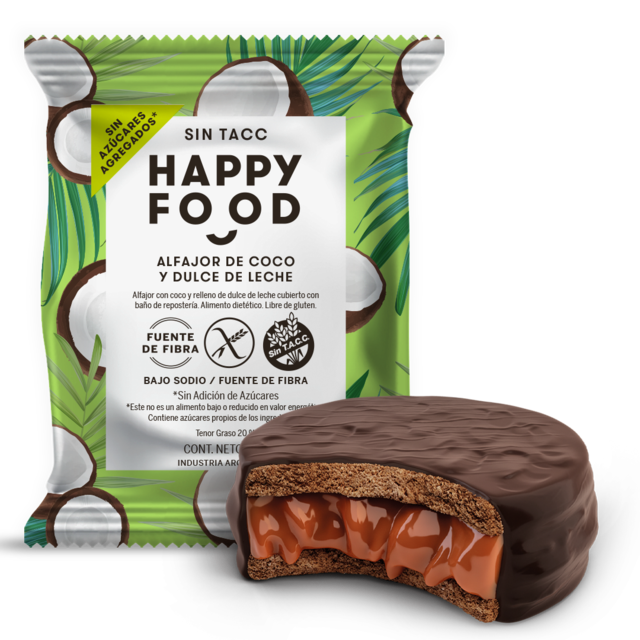 SIN
AZÚCARES
AGREGADOS*
SIN TACC
HAPPY
FOOD
ALFAJOR DE COCO
Y DULCE DE LECHE
Alfajor con coco y relleno de dulce de leche cubierto con
baño de repostería. Alimento dietético. Libre de gluten.
FUENTE
DE FIBRA
Sin T.A.C.C.
BAJO SODIO / FUENTE DE FIBRA
*Sin Adición de Azúcares
*Este no es un alimento bajo o reducido en valor
Contiene azúcares propios de los
Tenor Graso 20
CONT.
INDUSTRIA